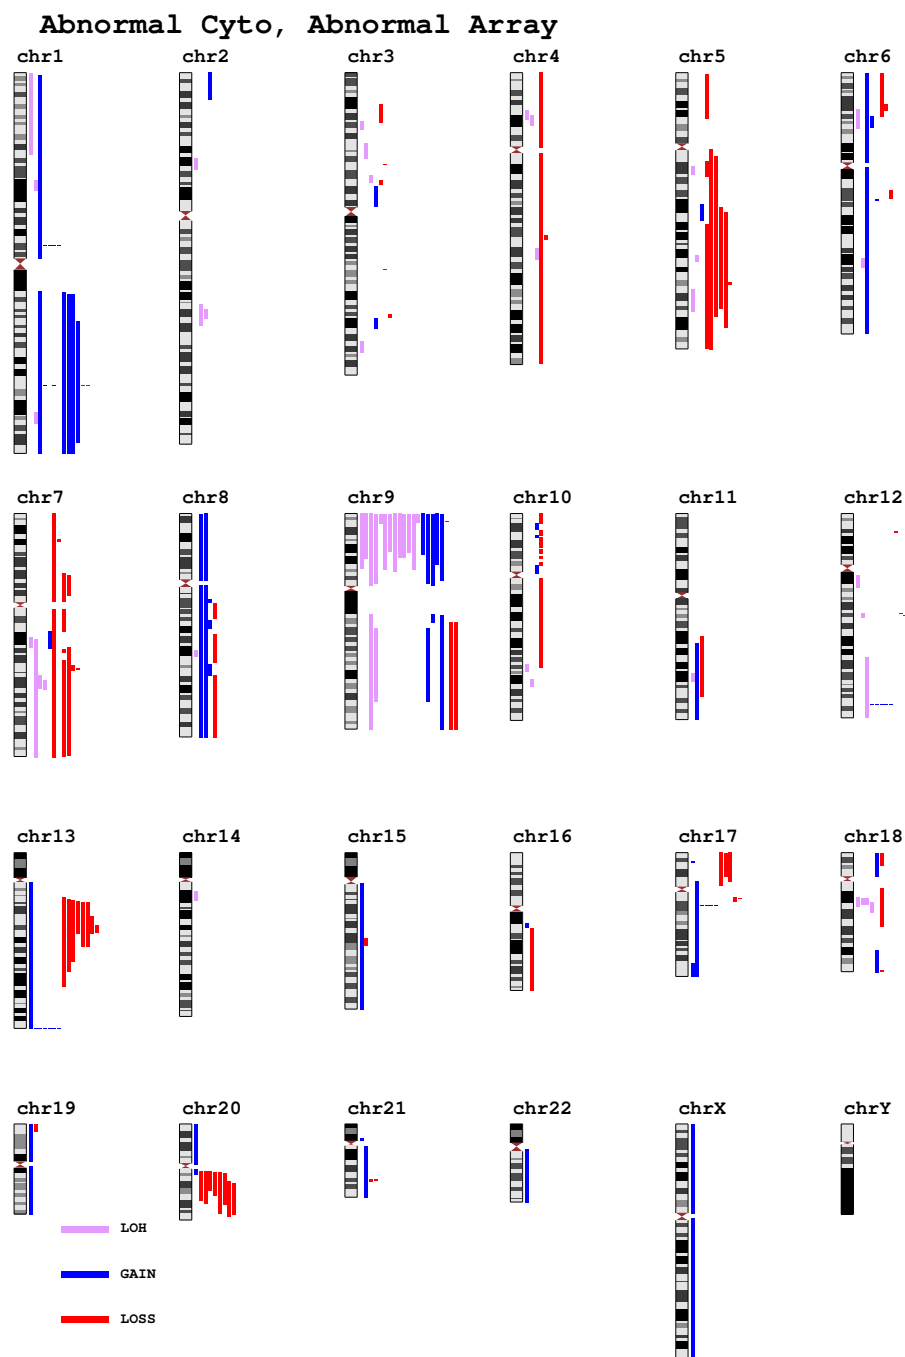 Abnormal Cyto, Abnormal Array
chr1 chr2 chr3 chr4 chr5 chr6
chr7 chr8 chr9 chr10 chr11 chr12
chr13 chr14 chr15 chr16 chr17 chr18
chr19 chr20 chr21 chr22 chrX chrY
LOH
GAIN
LOSS